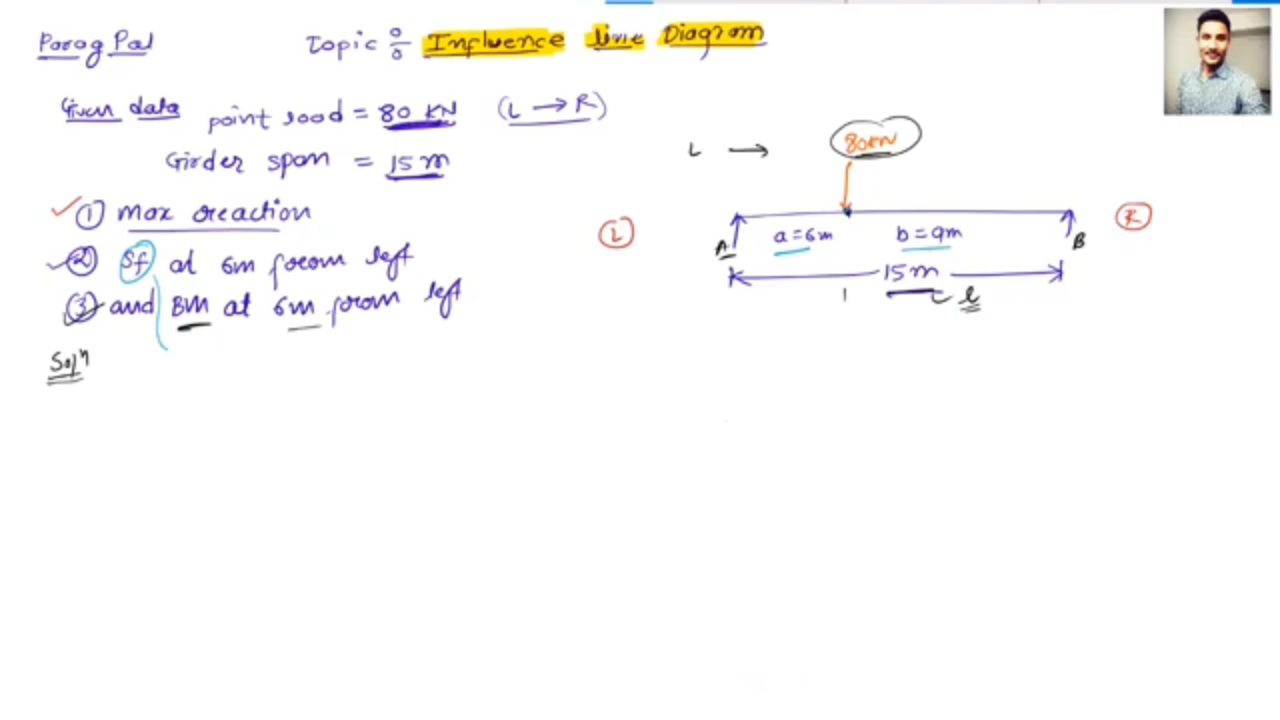 Parag Pal
Topic : Influence line Diagram
Given data point load = 80 KN (L → R)
Girder span = 15 m
① max reaction
② Sf at 6m from left
③ and BM at 6m from left
Sol^n
L →
80KN
L
R
A
a=6m
b=9m
B
15m
l